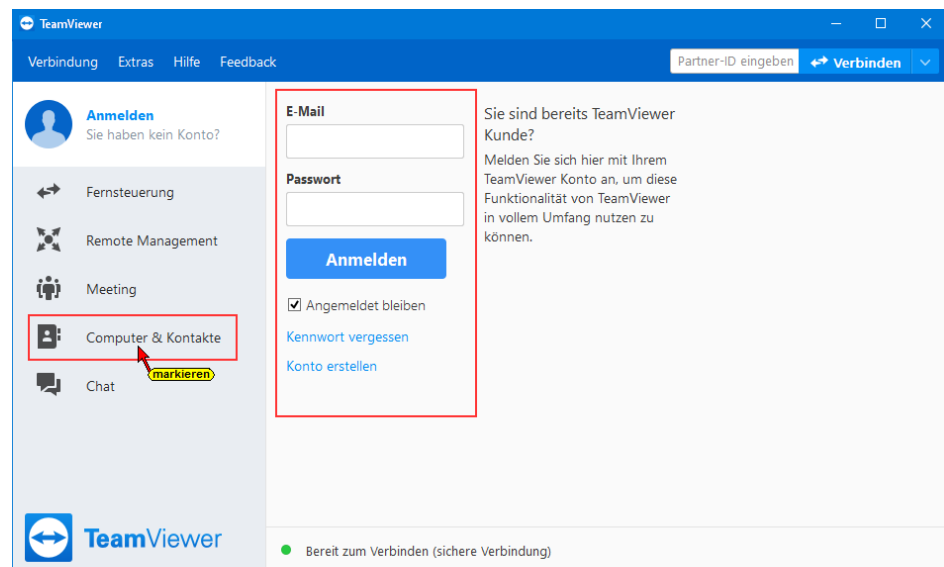 TeamViewer
Verbindung Extras Hilfe Feedback
Partner-ID eingeben
Verbinden
Anmelden
Sie haben kein Konto?
Fernsteuerung
Remote Management
Meeting
Computer & Kontakte
markieren
Chat
TeamViewer
E-Mail
Passwort
Anmelden
Angemeldet bleiben
Kennwort vergessen
Konto erstellen
Sie sind bereits TeamViewer
Kunde?
Melden Sie sich hier mit Ihrem
TeamViewer Konto an, um diese
Funktionalität von TeamViewer
in vollem Umfang nutzen zu
können.
Bereit zum Verbinden (sichere Verbindung)